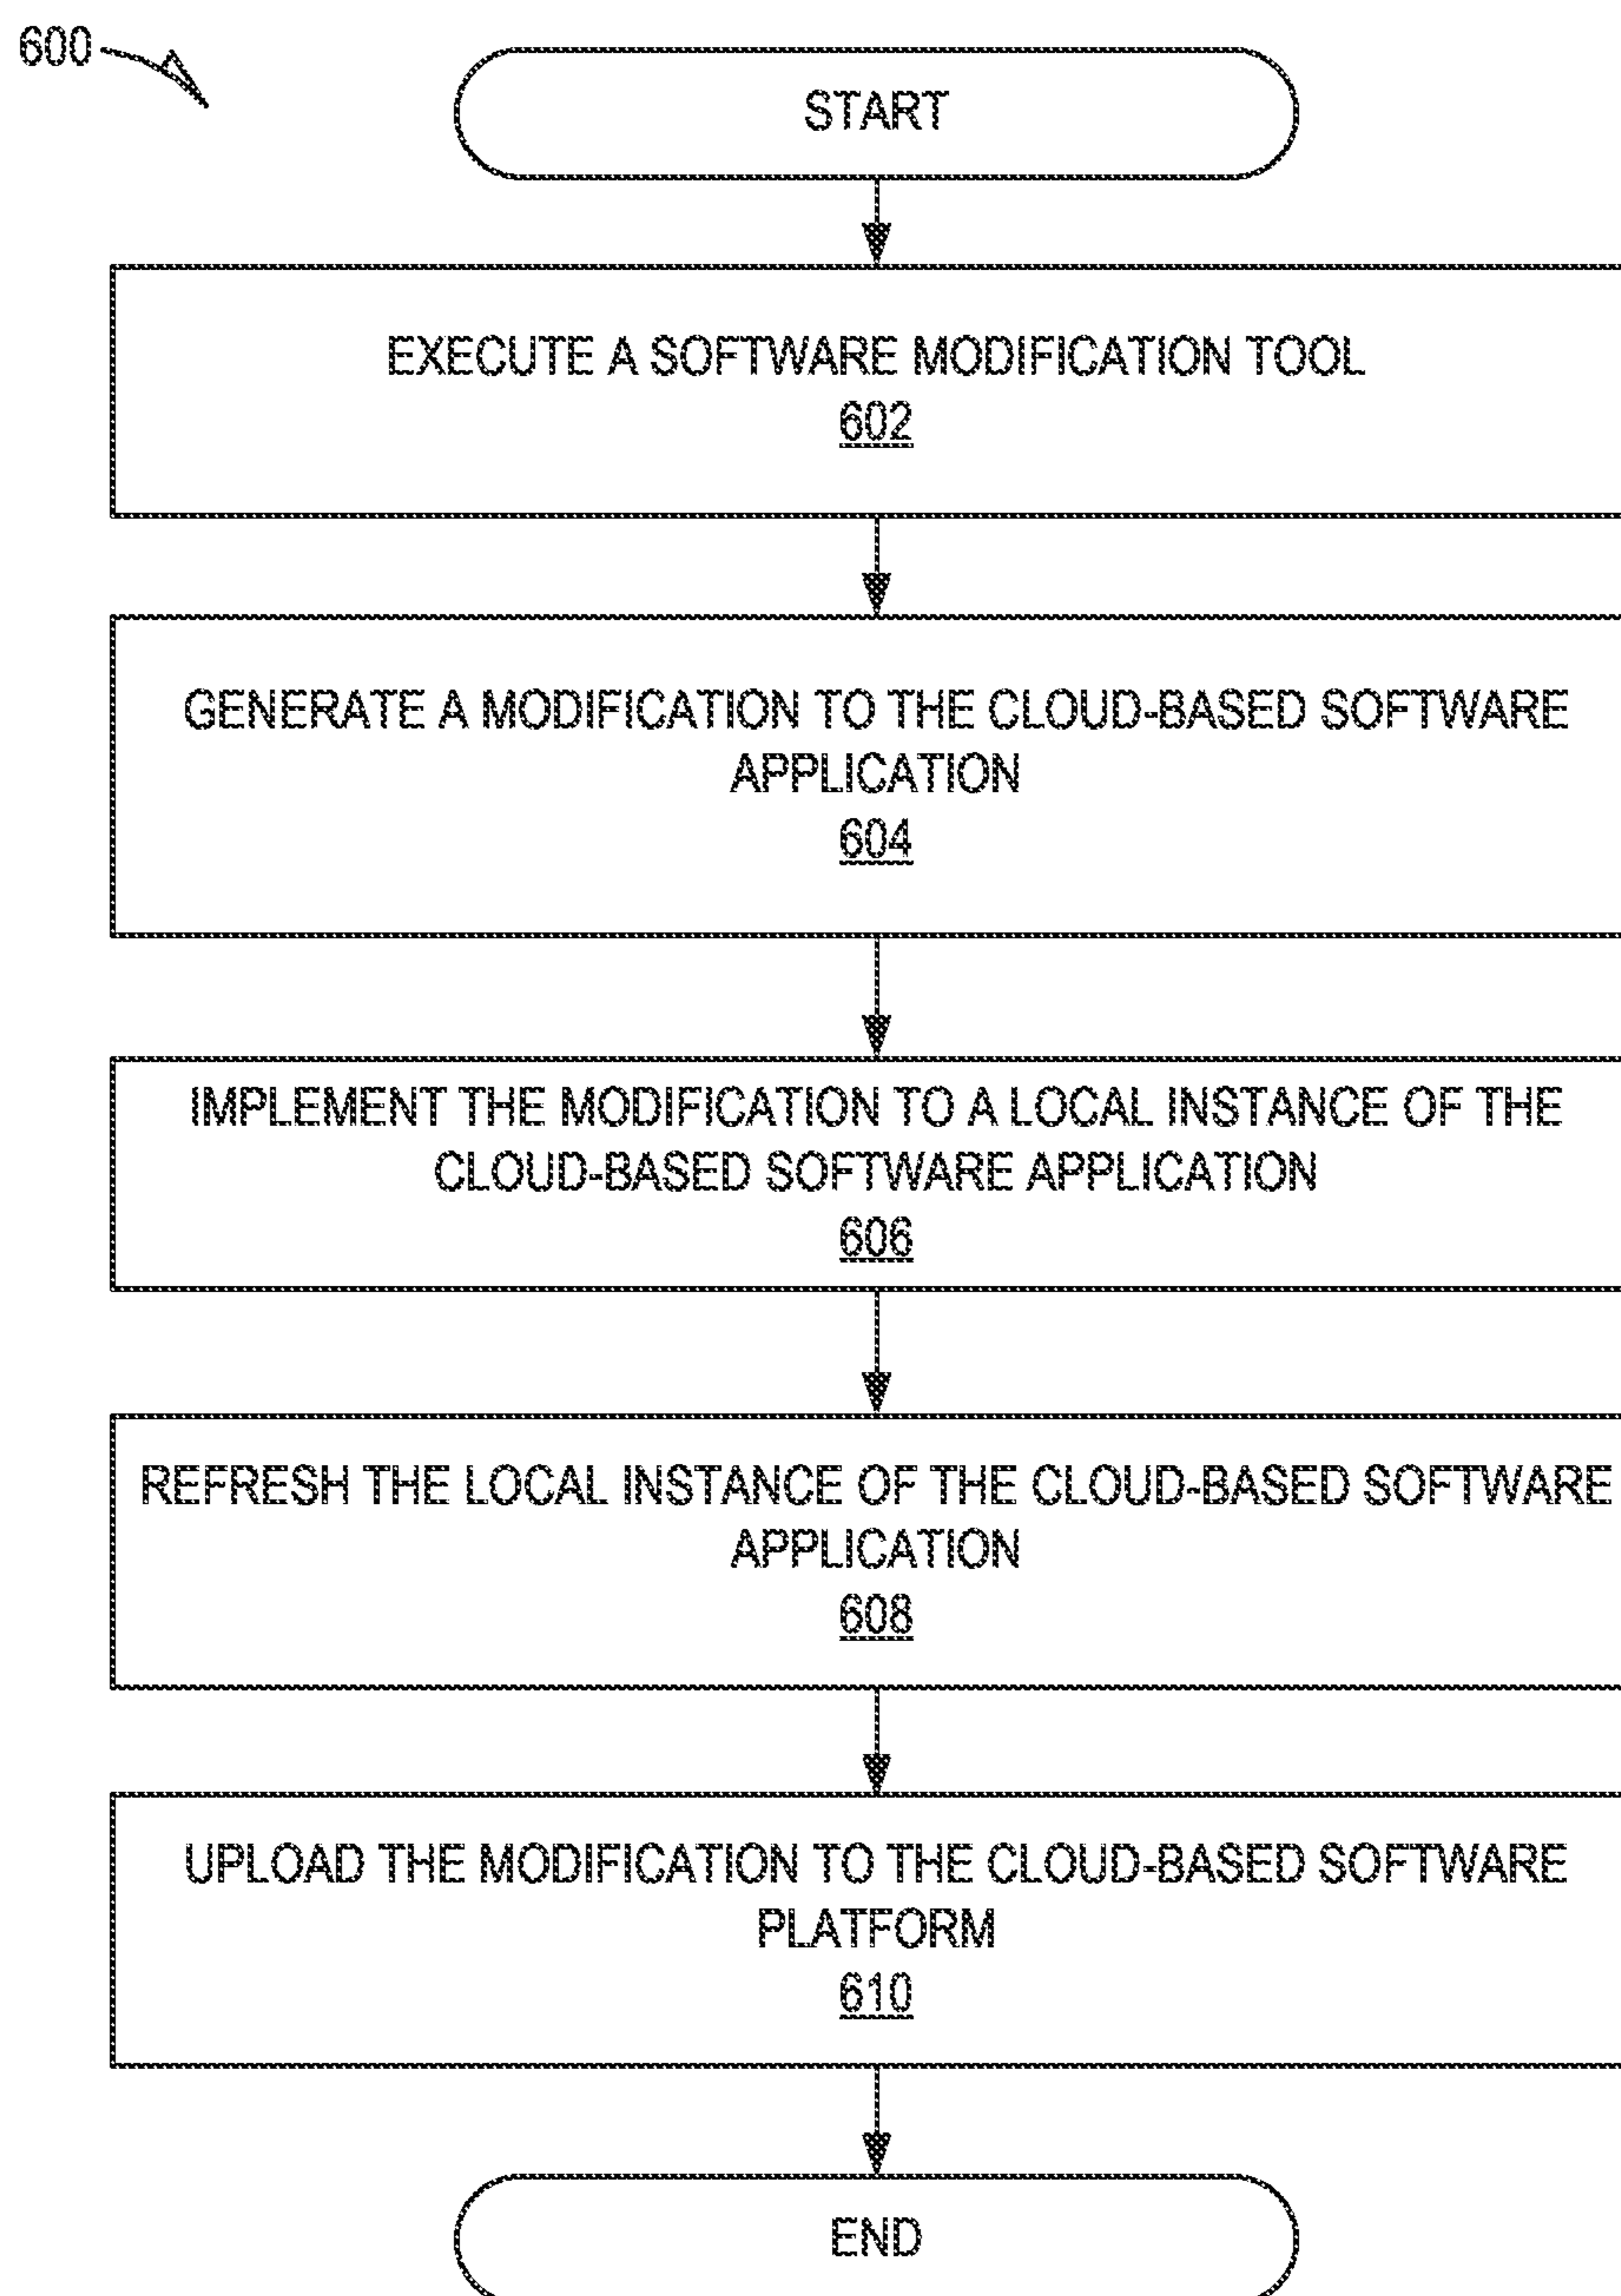 600
START
EXECUTE A SOFTWARE MODIFICATION TOOL
602
GENERATE A MODIFICATION TO THE CLOUD-BASED SOFTWARE
APPLICATION
604
IMPLEMENT THE MODIFICATION TO A LOCAL INSTANCE OF THE
CLOUD-BASED SOFTWARE APPLICATION
606
REFRESH THE LOCAL INSTANCE OF THE CLOUD-BASED SOFTWARE
APPLICATION
608
UPLOAD THE MODIFICATION TO THE CLOUD-BASED SOFTWARE
PLATFORM
610
END